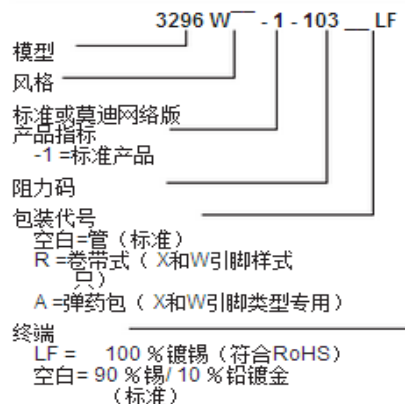 3296 W - 1 - 103 __ LF
模型
风格
标准或莫迪网络版
产品指标
-1 =标准产品
阻力码
包装代号
空白=管（标准）
R =卷带式（ X和W引脚样式
只）
A =弹药包（ X和W引脚类型专用）
终端
LF = 100 %镀锡（符合RoHS）
空白= 90 %锡/ 10 %铅镀金
（标准）